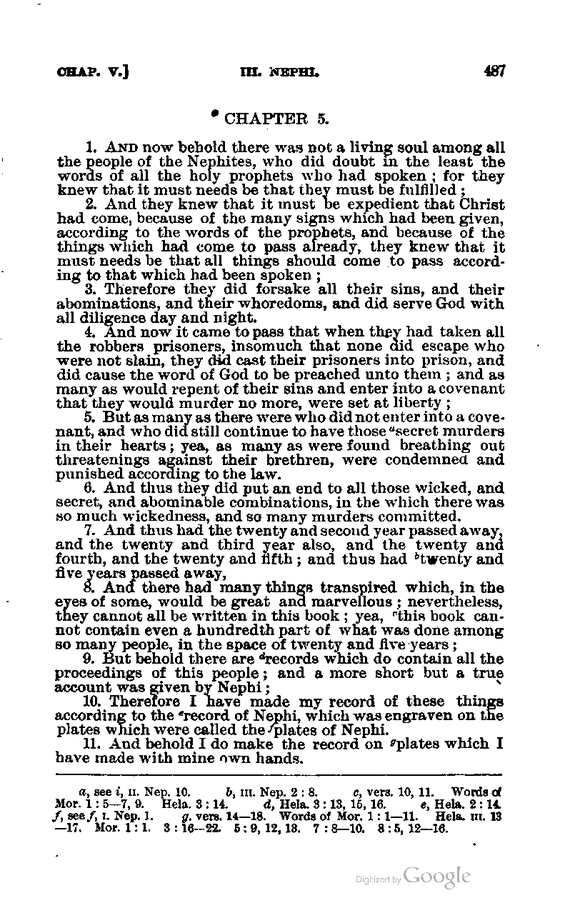 CHAP. V.] III. NEPHI. 487
CHAPTER 5.
1. AND now behold there was not a living soul among all
the people of the Nephites, who did doubt in the least the
words of all the holy prophets who had spoken; for they
knew that it must needs be that they must be fulfilled;
2. And they knew that it must be expedient that Christ
had come, because of the many signs which had been given,
according to the words of the prophets, and because of the
things which had come to pass already, they knew that it
must needs be that all things should come to pass accord-
ing to that which had been spoken;
3. Therefore they did forsake all their sins, and their
abominations, and their whoredoms, and did serve God with
all diligence day and night.
4. And now it came to pass that when they had taken all
the robbers prisoners, insomuch that none did escape who
were not slain, they did cast their prisoners into prison, and
did cause the word of God to be preached unto them; and as
many as would repent of their sins and enter into a covenant
that they would murder no more, were set at liberty;
5. But as many as there were who did not enter into a cove-
nant, and who did still continue to have those ᵃsecret murders
in their hearts; yea, as many as were found breathing out
threatenings against their brethren, were condemned and
punished according to the law.
6. And thus they did put an end to all those wicked, and
secret, and abominable combinations, in the which there was
so much wickedness, and so many murders committed.
7. And thus had the twenty and second year passed away,
and the twenty and third year also, and the twenty and
fourth, and the twenty and fifth; and thus had ᵇtwenty and
five years passed away,
8. And there had many things transpired which, in the
eyes of some, would be great and marvellous; nevertheless,
they cannot all be written in this book; yea, ᶜthis book can-
not contain even a hundredth part of what was done among
so many people, in the space of twenty and five years;
9. But behold there are ᵈrecords which do contain all the
proceedings of this people; and a more short but a true
account was given by Nephi;
10. Therefore I have made my record of these things
according to the ᵉrecord of Nephi, which was engraven on the
plates which were called the ᶠplates of Nephi.
11. And behold I do make the record on ᵍplates which I
have made with mine own hands.
a, see i, II. Nep. 10. b, III. Nep. 2:8. c, vers. 10, 11. Words of
Mor. 1:5—7, 9. Hela. 3:14. d, Hela. 3:13, 15, 16. e, Hela. 2:14.
f, see f, I. Nep. 1. g. vers. 14—18. Words of Mor. 1:1—11. Hela. III. 13
—17. Mor. 1:1. 3:16—22. 5:9, 12, 13. 7:8—10. 8:5, 12—16.
Digitized by Google